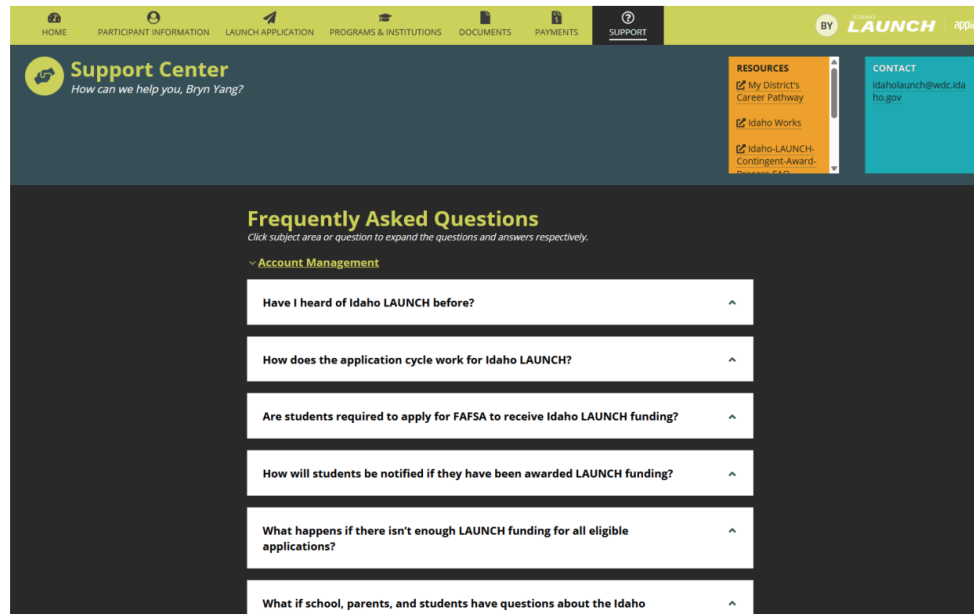 HOME
PARTICIPANT INFORMATION
LAUNCH APPLICATION
PROGRAMS & INSTITUTIONS
DOCUMENTS
PAYMENTS
SUPPORT
BY
IDAHO
LAUNCH
Support Center
How can we help you, Bryn Yang?
RESOURCES
My District's
Career Pathway
Idaho Works
Idaho-LAUNCH-
Contingent-Award-
Process FAQ
CONTACT
idaholaunch@wdc.ida
ho.gov
Frequently Asked Questions
Click subject area or question to expand the questions and answers respectively.
Account Management
Have I heard of Idaho LAUNCH before?
How does the application cycle work for Idaho LAUNCH?
Are students required to apply for FAFSA to receive Idaho LAUNCH funding?
How will students be notified if they have been awarded LAUNCH funding?
What happens if there isn't enough LAUNCH funding for all eligible
applications?
What if school, parents, and students have questions about the Idaho